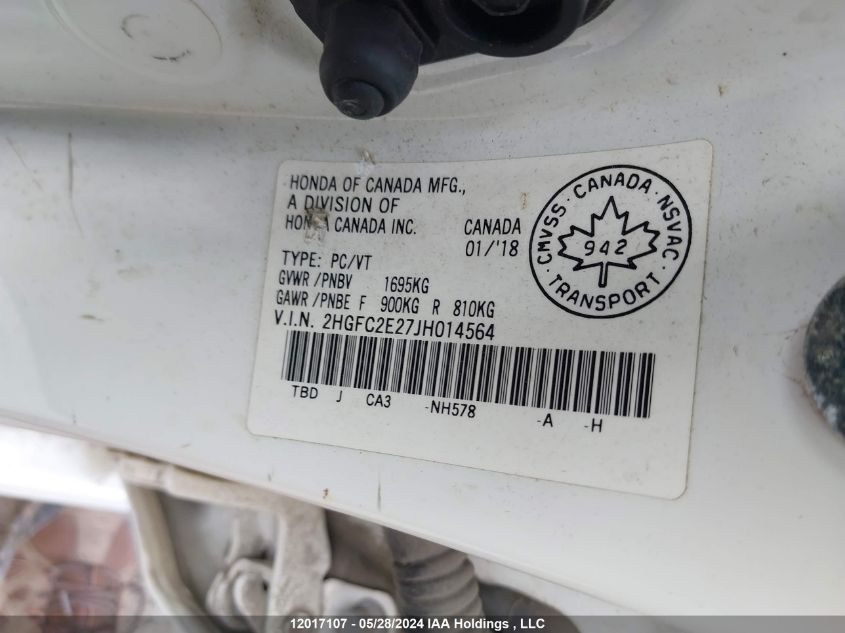 HONDA OF CANADA MFG.,
A DIVISION OF
CANADA INC. CANADA
01/'18
TYPE: PC/VT
GVWR/PNBV 1695KG
GAWR/PNBE F 900KG R 810KG
V.I.N. 2HGFC2E27JH014564
TBD J CA3 -NH578 -A -H
CMVSS · CANADA · NSVAC
942
· TRANSPORT ·
12017107 - 05/28/2024 IAA Holdings , LLC